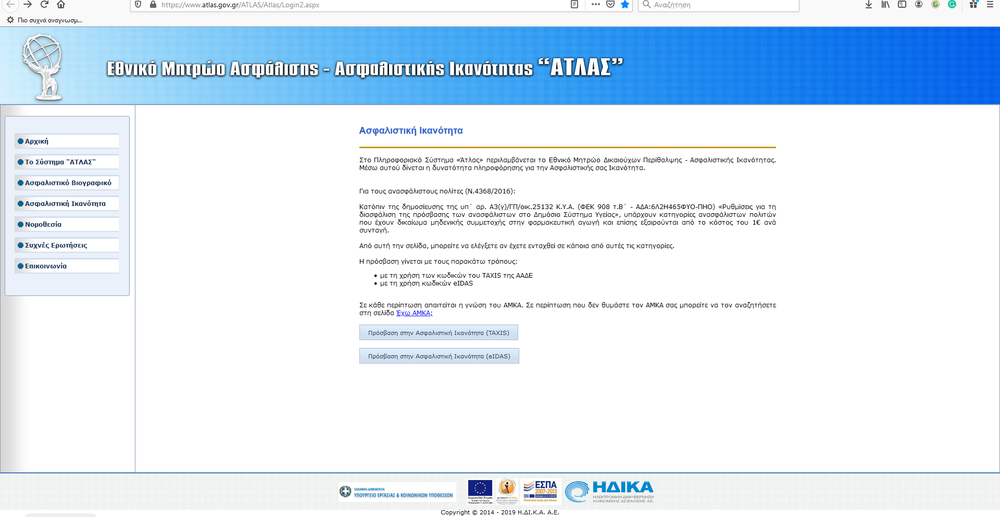 https://www.atlas.gov.gr/ATLAS/Atlas/Login2.aspx
Αναζήτηση
Πιο συχνά αναγνωσμ...
Εθνικό Μητρώο Ασφάλισης - Ασφαλιστικής Ικανότητας “ΑΤΛΑΣ”
Αρχική
Το Σύστημα "ΑΤΛΑΣ"
Ασφαλιστικό Βιογραφικό
Ασφαλιστική Ικανότητα
Νομοθεσία
Συχνές Ερωτήσεις
Επικοινωνία
Ασφαλιστική Ικανότητα
Στο Πληροφοριακό Σύστημα «Άτλας» περιλαμβάνεται το Εθνικό Μητρώο Δικαιούχων Περίθαλψης - Ασφαλιστικής Ικανότητας.
Μέσω αυτού δίνεται η δυνατότητα πληροφόρησης για την Ασφαλιστικής σας Ικανότητα.
Για τους ανασφάλιστους πολίτες (Ν.4368/2016):
Κατόπιν της δημοσίευσης της υπ΄ αρ. Α3(γ)/ΓΠ/οικ.25132 Κ.Υ.Α. (ΦΕΚ 908 τ.Β΄ - ΑΔΑ:6Λ2Η465ΦΥΟ-ΠΗΟ) «Ρυθμίσεις για τη
διασφάλιση της πρόσβασης των ανασφάλιστων στο Δημόσιο Σύστημα Υγείας», υπάρχουν κατηγορίες ανασφάλιστων πολιτών
που έχουν δικαίωμα μηδενικής συμμετοχής στην φαρμακευτική αγωγή και επίσης εξαιρούνται από το κόστος του 1€ ανά
συνταγή.
Από αυτή την σελίδα, μπορείτε να ελέγξετε αν έχετε ενταχθεί σε κάποια από αυτές τις κατηγορίες.
Η πρόσβαση γίνεται με τους παρακάτω τρόπους:
• με τη χρήση των κωδικών του TAXIS της ΑΑΔΕ
• με τη χρήση κωδικών eIDAS
Σε κάθε περίπτωση απαιτείται η γνώση του ΑΜΚΑ. Σε περίπτωση που δεν θυμάστε τον ΑΜΚΑ σας μπορείτε να τον αναζητήσετε
στη σελίδα Έχω ΑΜΚΑ;
Πρόσβαση στην Ασφαλιστική Ικανότητα (TAXIS)
Πρόσβαση στην Ασφαλιστική Ικανότητα (eIDAS)
ΕΛΛΗΝΙΚΗ ΔΗΜΟΚΡΑΤΙΑ
ΥΠΟΥΡΓΕΙΟ ΕΡΓΑΣΙΑΣ & ΚΟΙΝΩΝΙΚΩΝ ΥΠΟΘΕΣΕΩΝ
Ευρωπαϊκή Ένωση
ΕΣΠΑ
2007-2013
ΗΔΙΚΑ
ΗΛΕΚΤΡΟΝΙΚΗ ΔΙΑΚΥΒΕΡΝΗΣΗ
ΚΟΙΝΩΝΙΚΗΣ ΑΣΦΑΛΙΣΗΣ Α.Ε.
Copyright © 2014 - 2019 Η.ΔΙ.Κ.Α. Α.Ε.